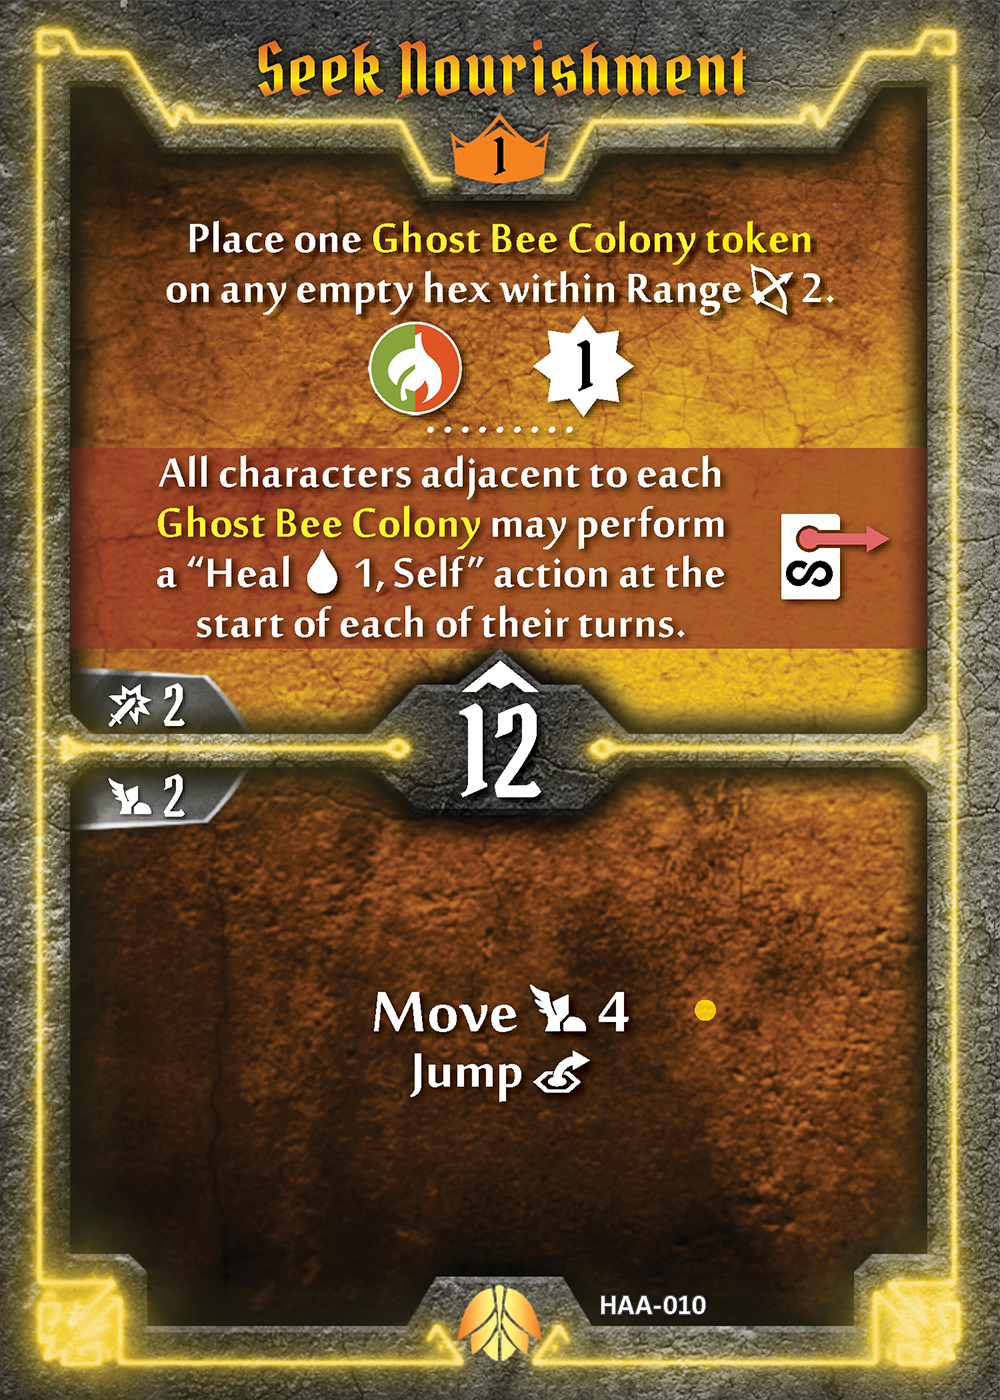 Seek Nourishment
1
Place one Ghost Bee Colony token
on any empty hex within Range 2.
1
All characters adjacent to each
Ghost Bee Colony may perform
a “Heal 1, Self” action at the
start of each of their turns.
S
2
12
2
Move 4
Jump
HAA-010